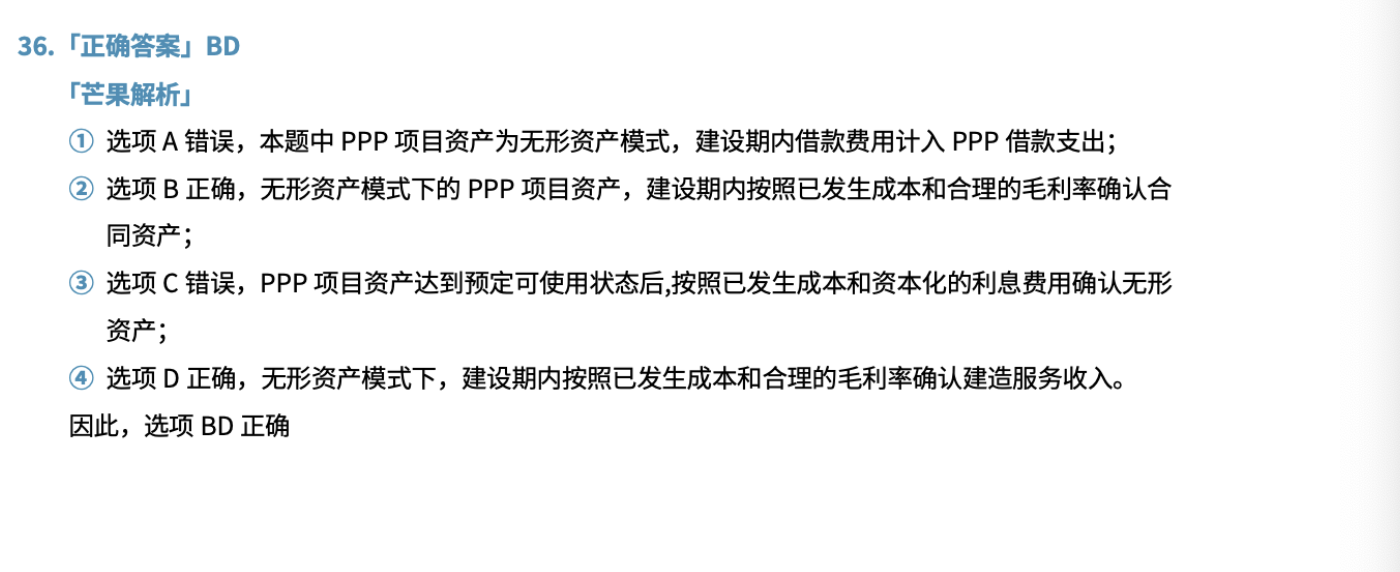 36.「正确答案」BD
「芒果解析」
① 选项 A 错误，本题中 PPP 项目资产为无形资产模式，建设期内借款费用计入 PPP 借款支出；
② 选项 B 正确，无形资产模式下的 PPP 项目资产，建设期内按照已发生成本和合理的毛利率确认合
同资产；
③ 选项 C 错误，PPP 项目资产达到预定可使用状态后,按照已发生成本和资本化的利息费用确认无形
资产；
④ 选项 D 正确，无形资产模式下，建设期内按照已发生成本和合理的毛利率确认建造服务收入。
因此，选项 BD 正确